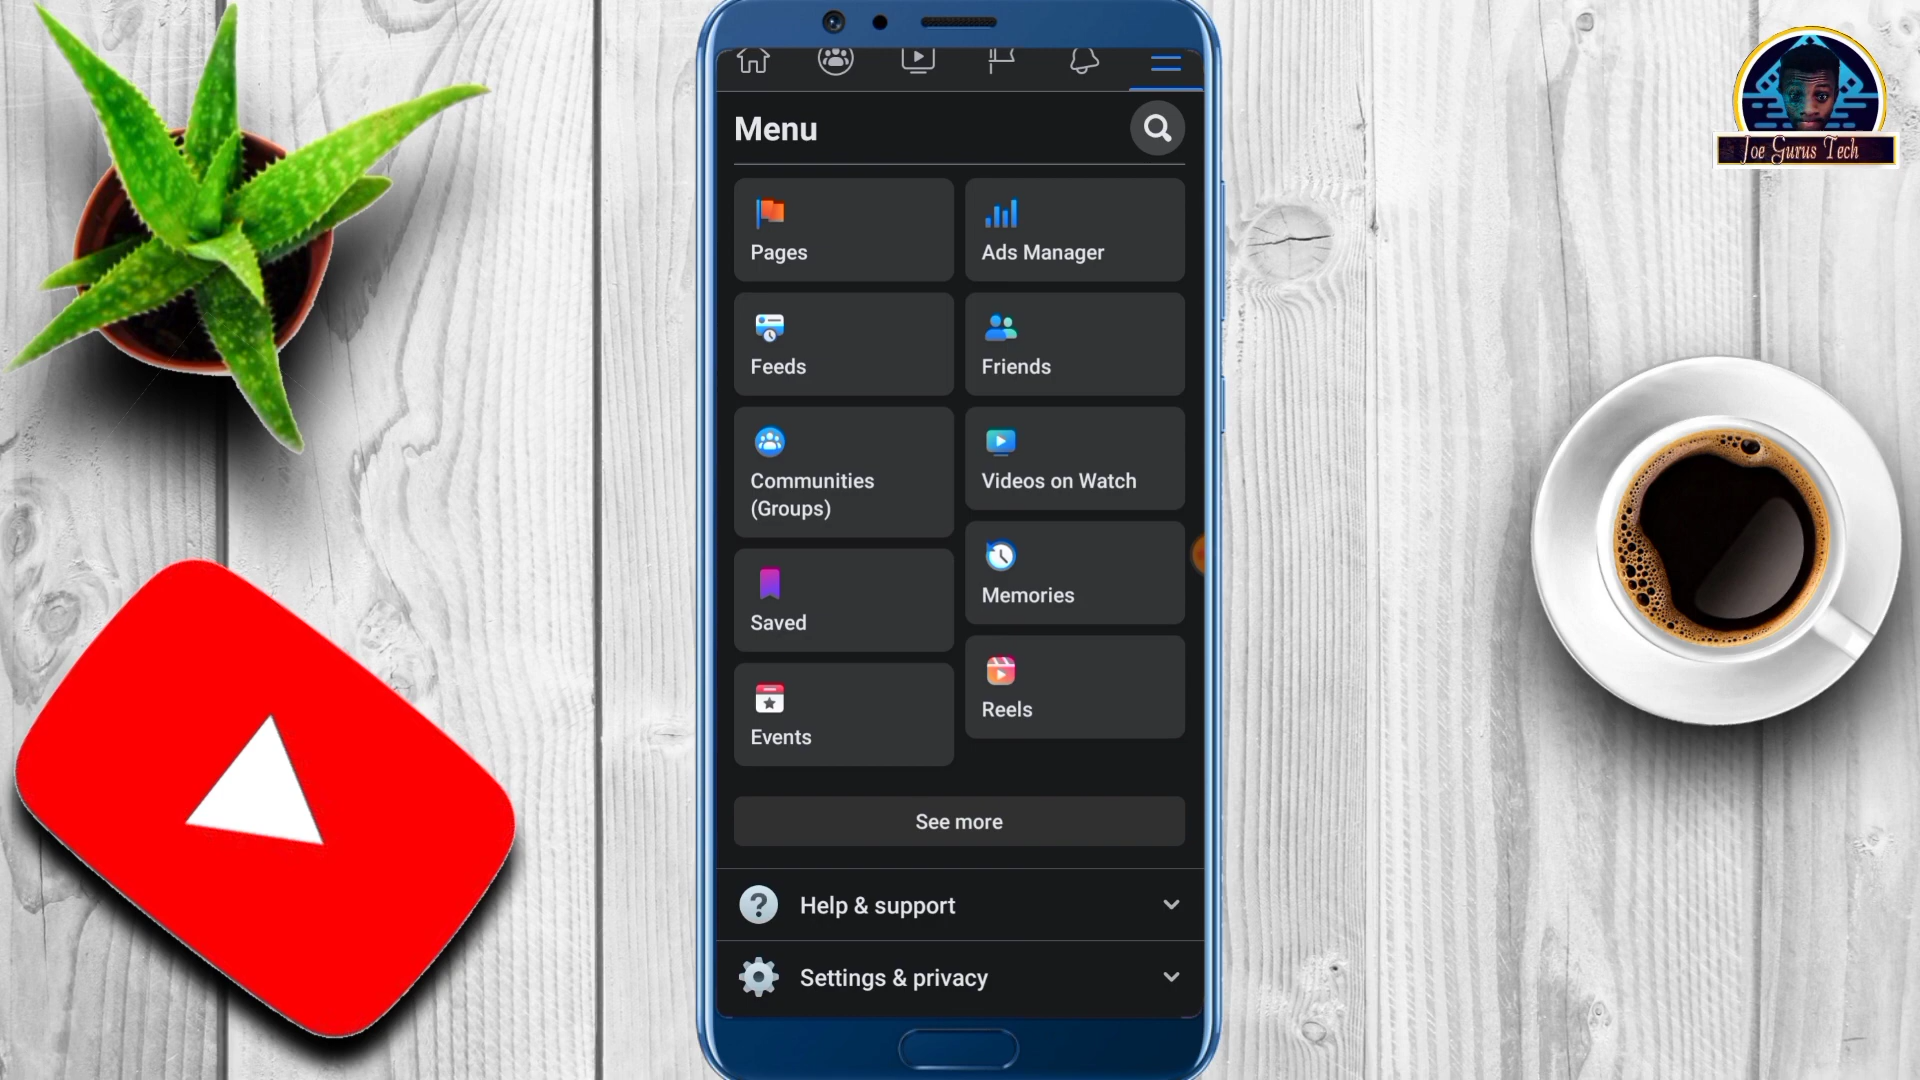 Joe Gurus Tech
Menu
Pages
Ads Manager
Feeds
Friends
Communities
(Groups)
Videos on Watch
Saved
Memories
Events
Reels
See more
Help & support
Settings & privacy